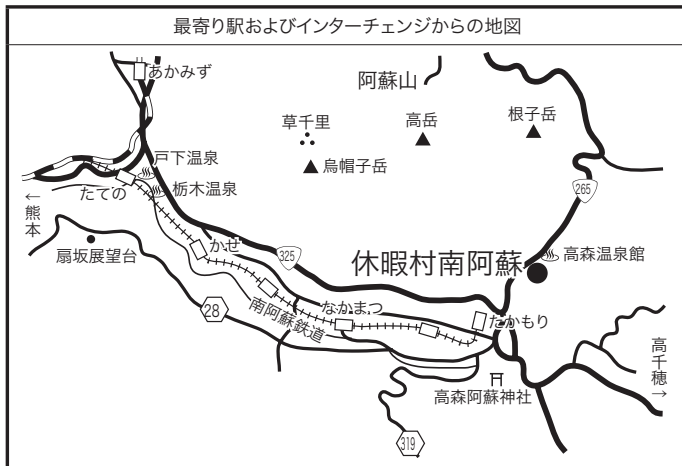 最寄り駅およびインターチェンジからの地図
あかみず
阿蘇山
草千里
高岳
根子岳
烏帽子岳
戸下温泉
たての
栃木温泉
265
←熊本
扇坂展望台
かせ
325
休暇村南阿蘇
高森温泉館
28
南阿蘇鉄道
なかまつ
たかもり
高千穂→
高森阿蘇神社
319